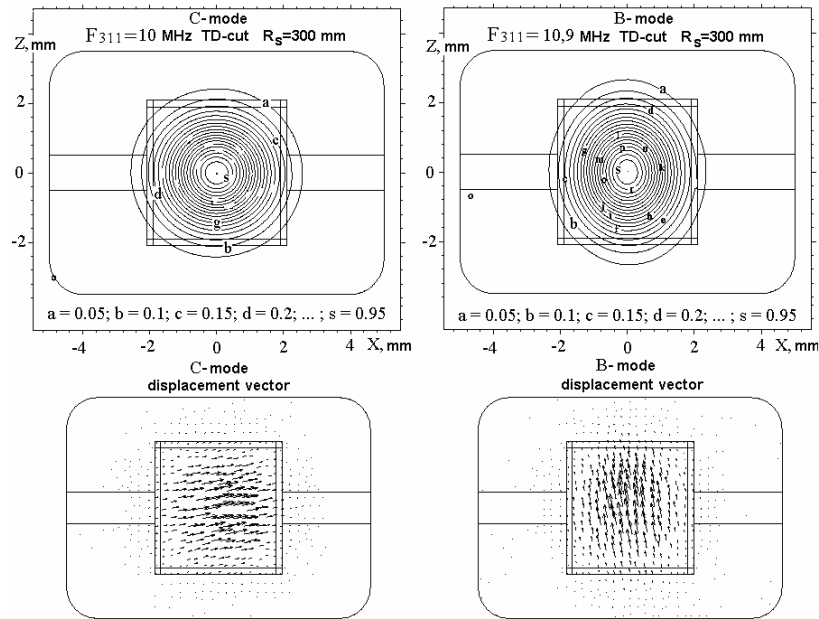 C-mode
F311=10 MHz TD-cut Rs=300 mm
Z, mm
a
c
s
d
g
b
2
0
-2
a = 0.05; b = 0.1; c = 0.15; d = 0.2; ... ; s = 0.95
-4 -2 0 2 4 X, mm
B-mode
F311= 10,9 MHz TD-cut Rs=300 mm
Z, mm
a
d
g
m
p
o
k
s
c
r
b
h
e
2
0
-2
a = 0.05; b = 0.1; c = 0.15; d = 0.2; ... ; s = 0.95
-4 -2 0 2 4 X, mm
C-mode
displacement vector
B-mode
displacement vector